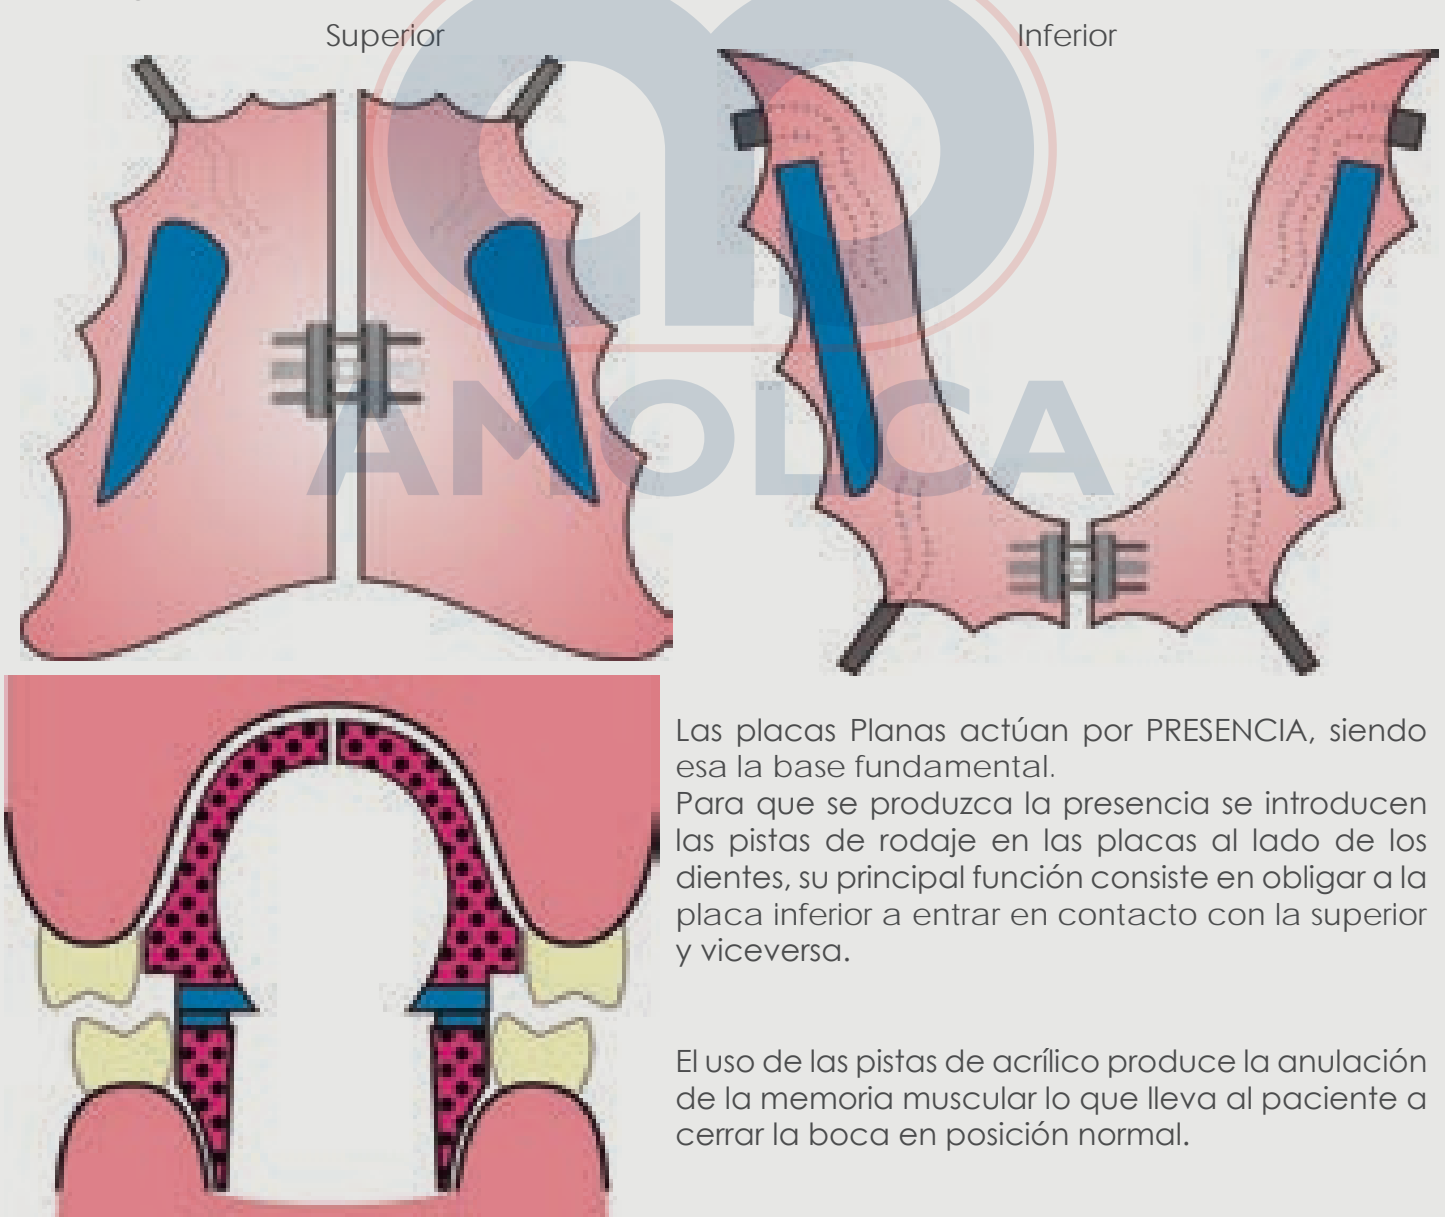 Superior
Inferior
AMOLCA
Las placas Planas actúan por PRESENCIA, siendo
esa la base fundamental.
Para que se produzca la presencia se introducen
las pistas de rodaje en las placas al lado de los
dientes, su principal función consiste en obligar a la
placa inferior a entrar en contacto con la superior
y viceversa.
El uso de las pistas de acrílico produce la anulación
de la memoria muscular lo que lleva al paciente a
cerrar la boca en posición normal.